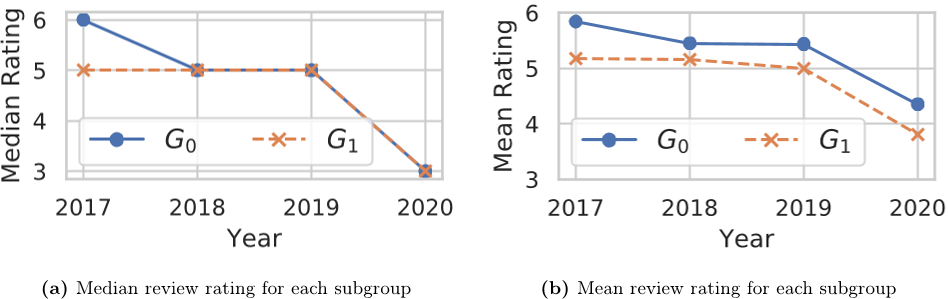 Median Rating
6
5
4
3
G0
G1
2017 2018 2019 2020
Year
(a) Median review rating for each subgroup
Mean Rating
6
5
4
3
G0
G1
2017 2018 2019 2020
Year
(b) Mean review rating for each subgroup